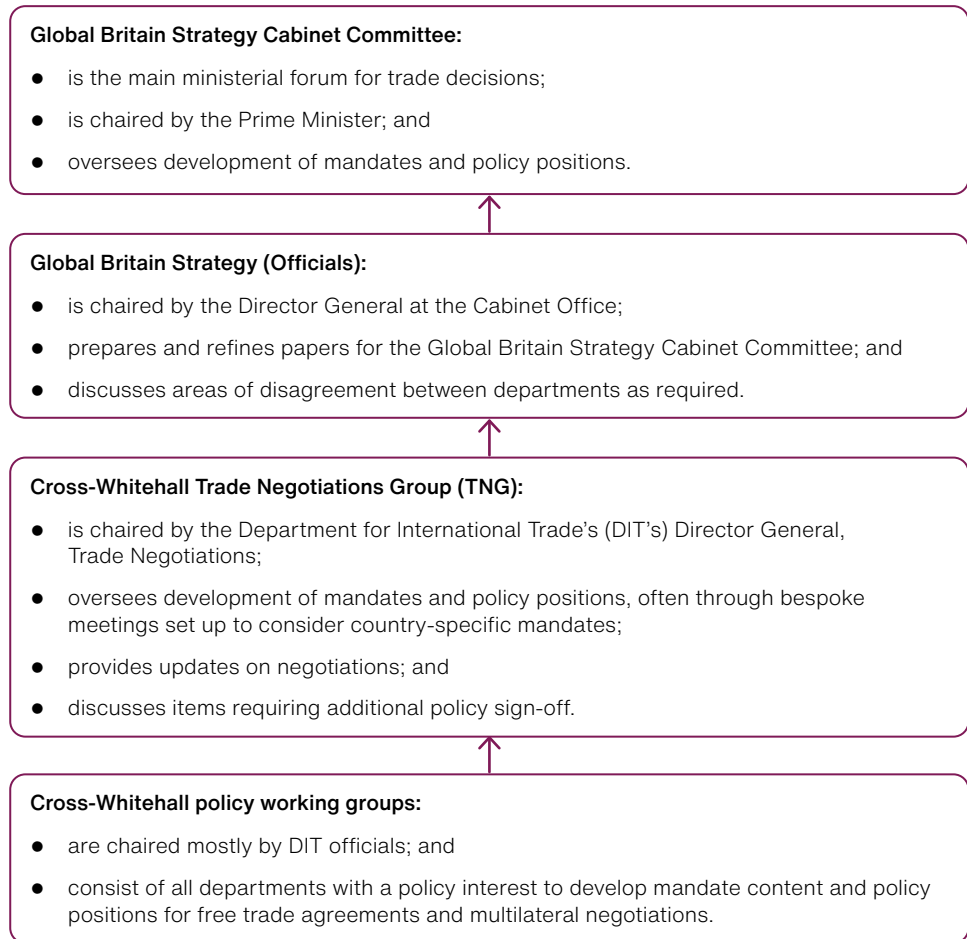 Global Britain Strategy Cabinet Committee:
● is the main ministerial forum for trade decisions;
● is chaired by the Prime Minister; and
● oversees development of mandates and policy positions.
Global Britain Strategy (Officials):
● is chaired by the Director General at the Cabinet Office;
● prepares and refines papers for the Global Britain Strategy Cabinet Committee; and
● discusses areas of disagreement between departments as required.
Cross-Whitehall Trade Negotiations Group (TNG):
● is chaired by the Department for International Trade’s (DIT’s) Director General,
Trade Negotiations;
● oversees development of mandates and policy positions, often through bespoke
meetings set up to consider country-specific mandates;
● provides updates on negotiations; and
● discusses items requiring additional policy sign-off.
Cross-Whitehall policy working groups:
● are chaired mostly by DIT officials; and
● consist of all departments with a policy interest to develop mandate content and policy
positions for free trade agreements and multilateral negotiations.